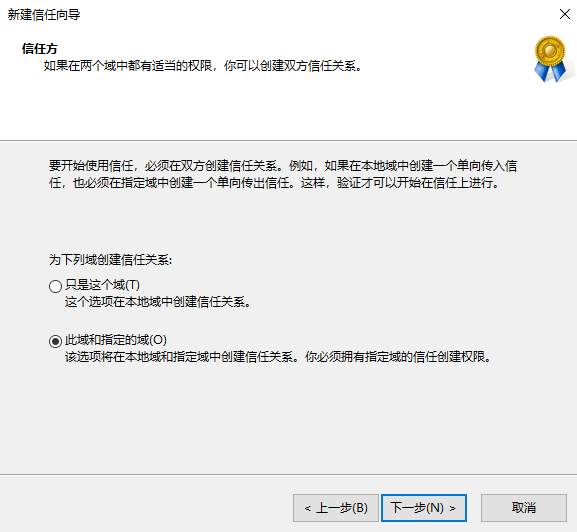 新建信任向导
信任方
如果在两个域中都有适当的权限，你可以创建双方信任关系。
要开始使用信任，必须在双方创建信任关系。例如，如果在本地域中创建一个单向传入信
任，也必须在指定域中创建一个单向传出信任。这样，验证才可以开始在信任上进行。
为下列域创建信任关系:
只是这个域(T)
这个选项在本地域中创建信任关系。
此域和指定的域(O)
该选项将在本地域和指定域中创建信任关系。你必须拥有指定域的信任创建权限。
< 上一步(B) 下一步(N) > 取消